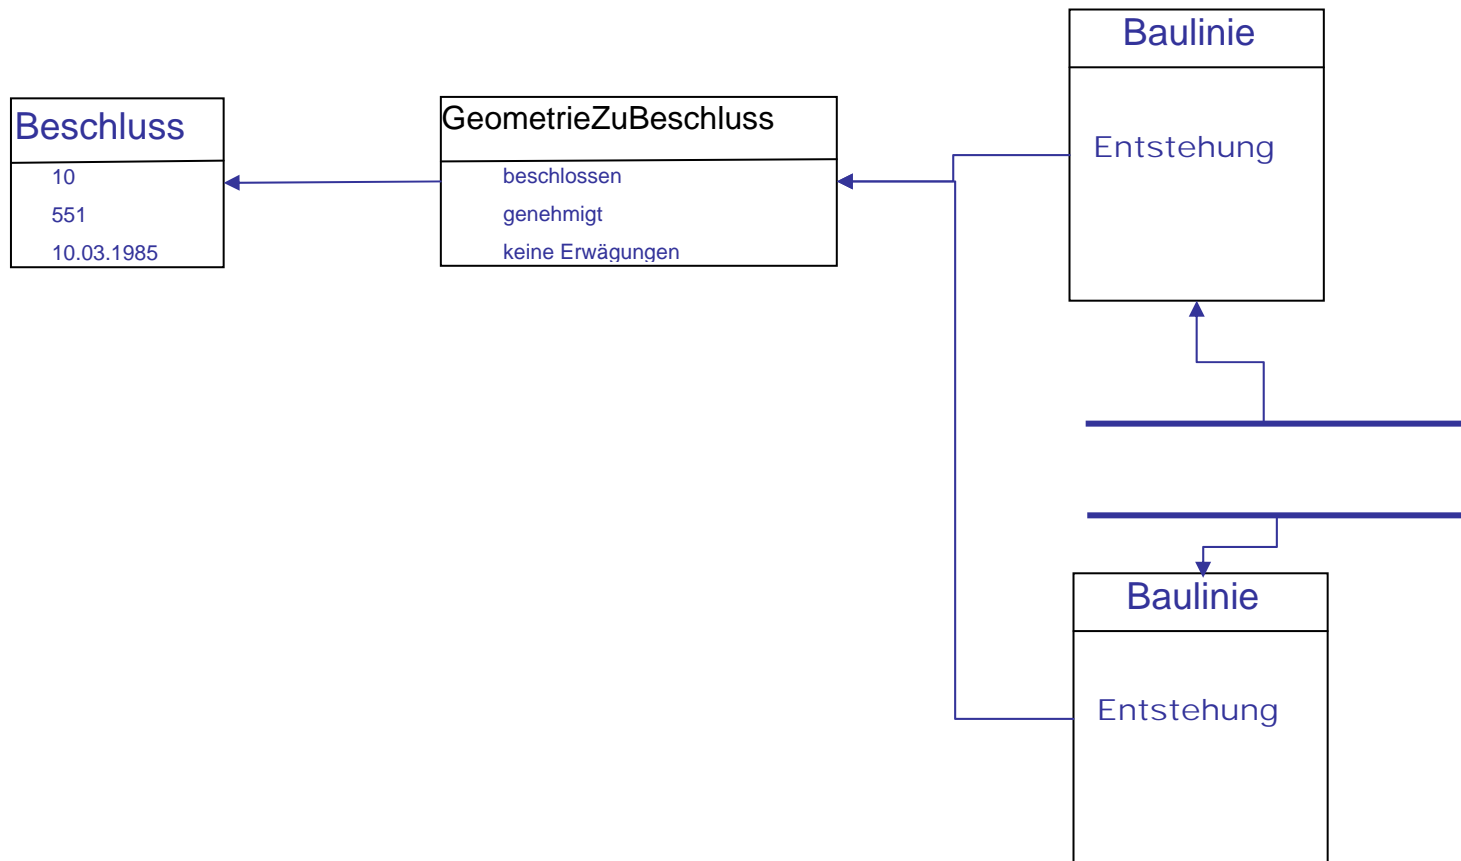 Beschluss
10
551
10.03.1985
GeometrieZuBeschluss
beschlossen
genehmigt
keine Erwägungen
Baulinie
Entstehung
Baulinie
Entstehung